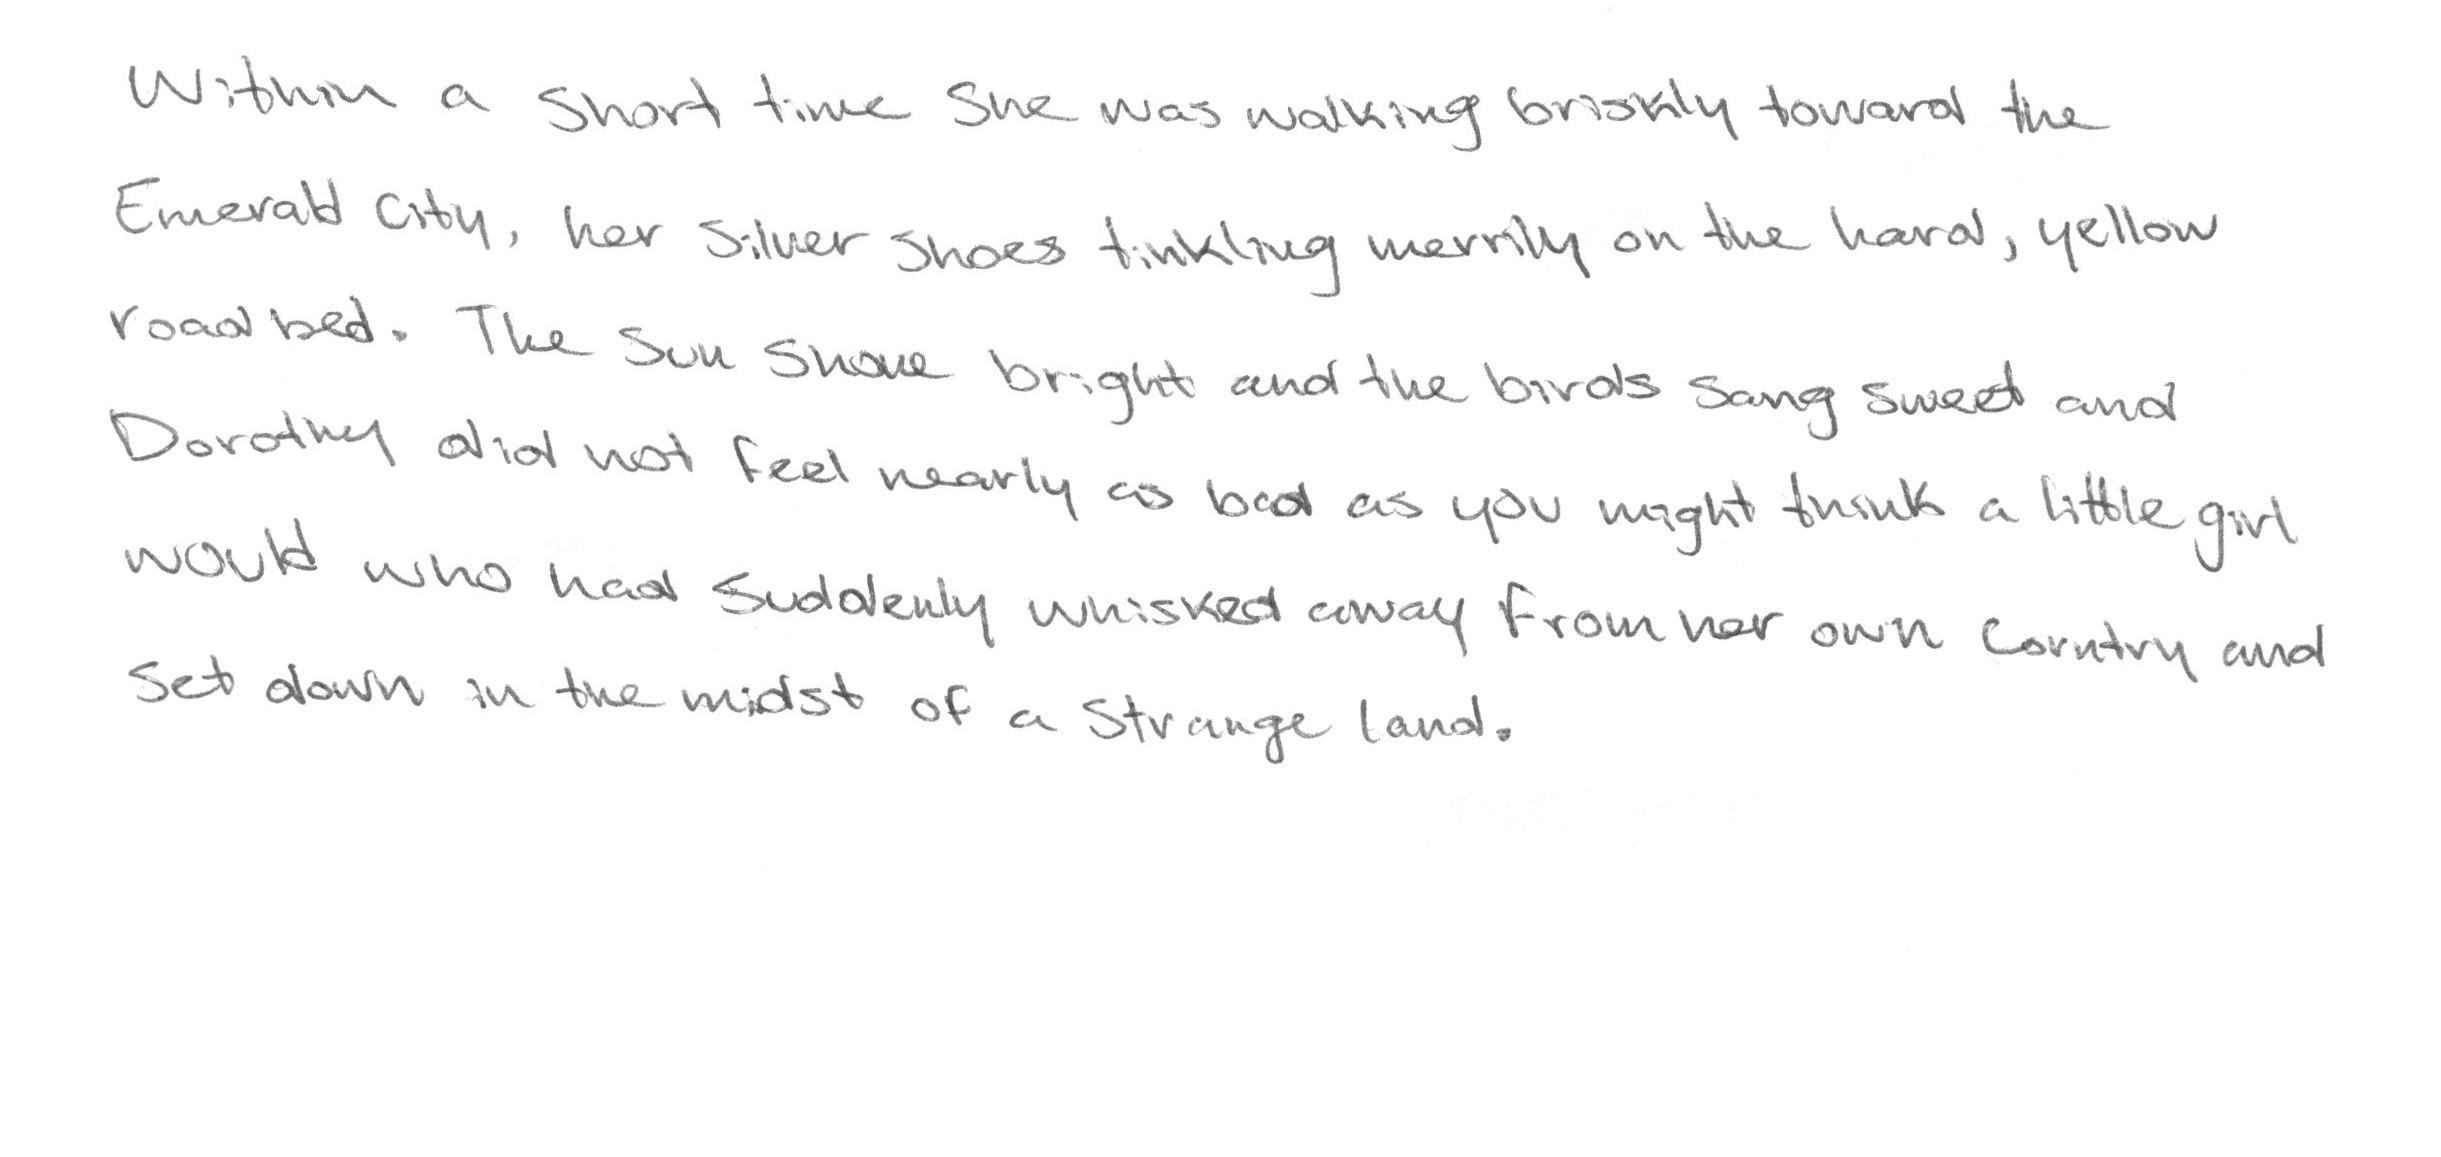 Within a short time she was walking briskly toward the
Emerald City, her silver shoes tinkling merrily on the hard, yellow
road bed. The sun shone bright and the birds sang sweet and
Dorothy did not feel nearly as bad as you might think a little girl
would who had suddenly whisked away from her own country and
set down in the midst of a strange land.